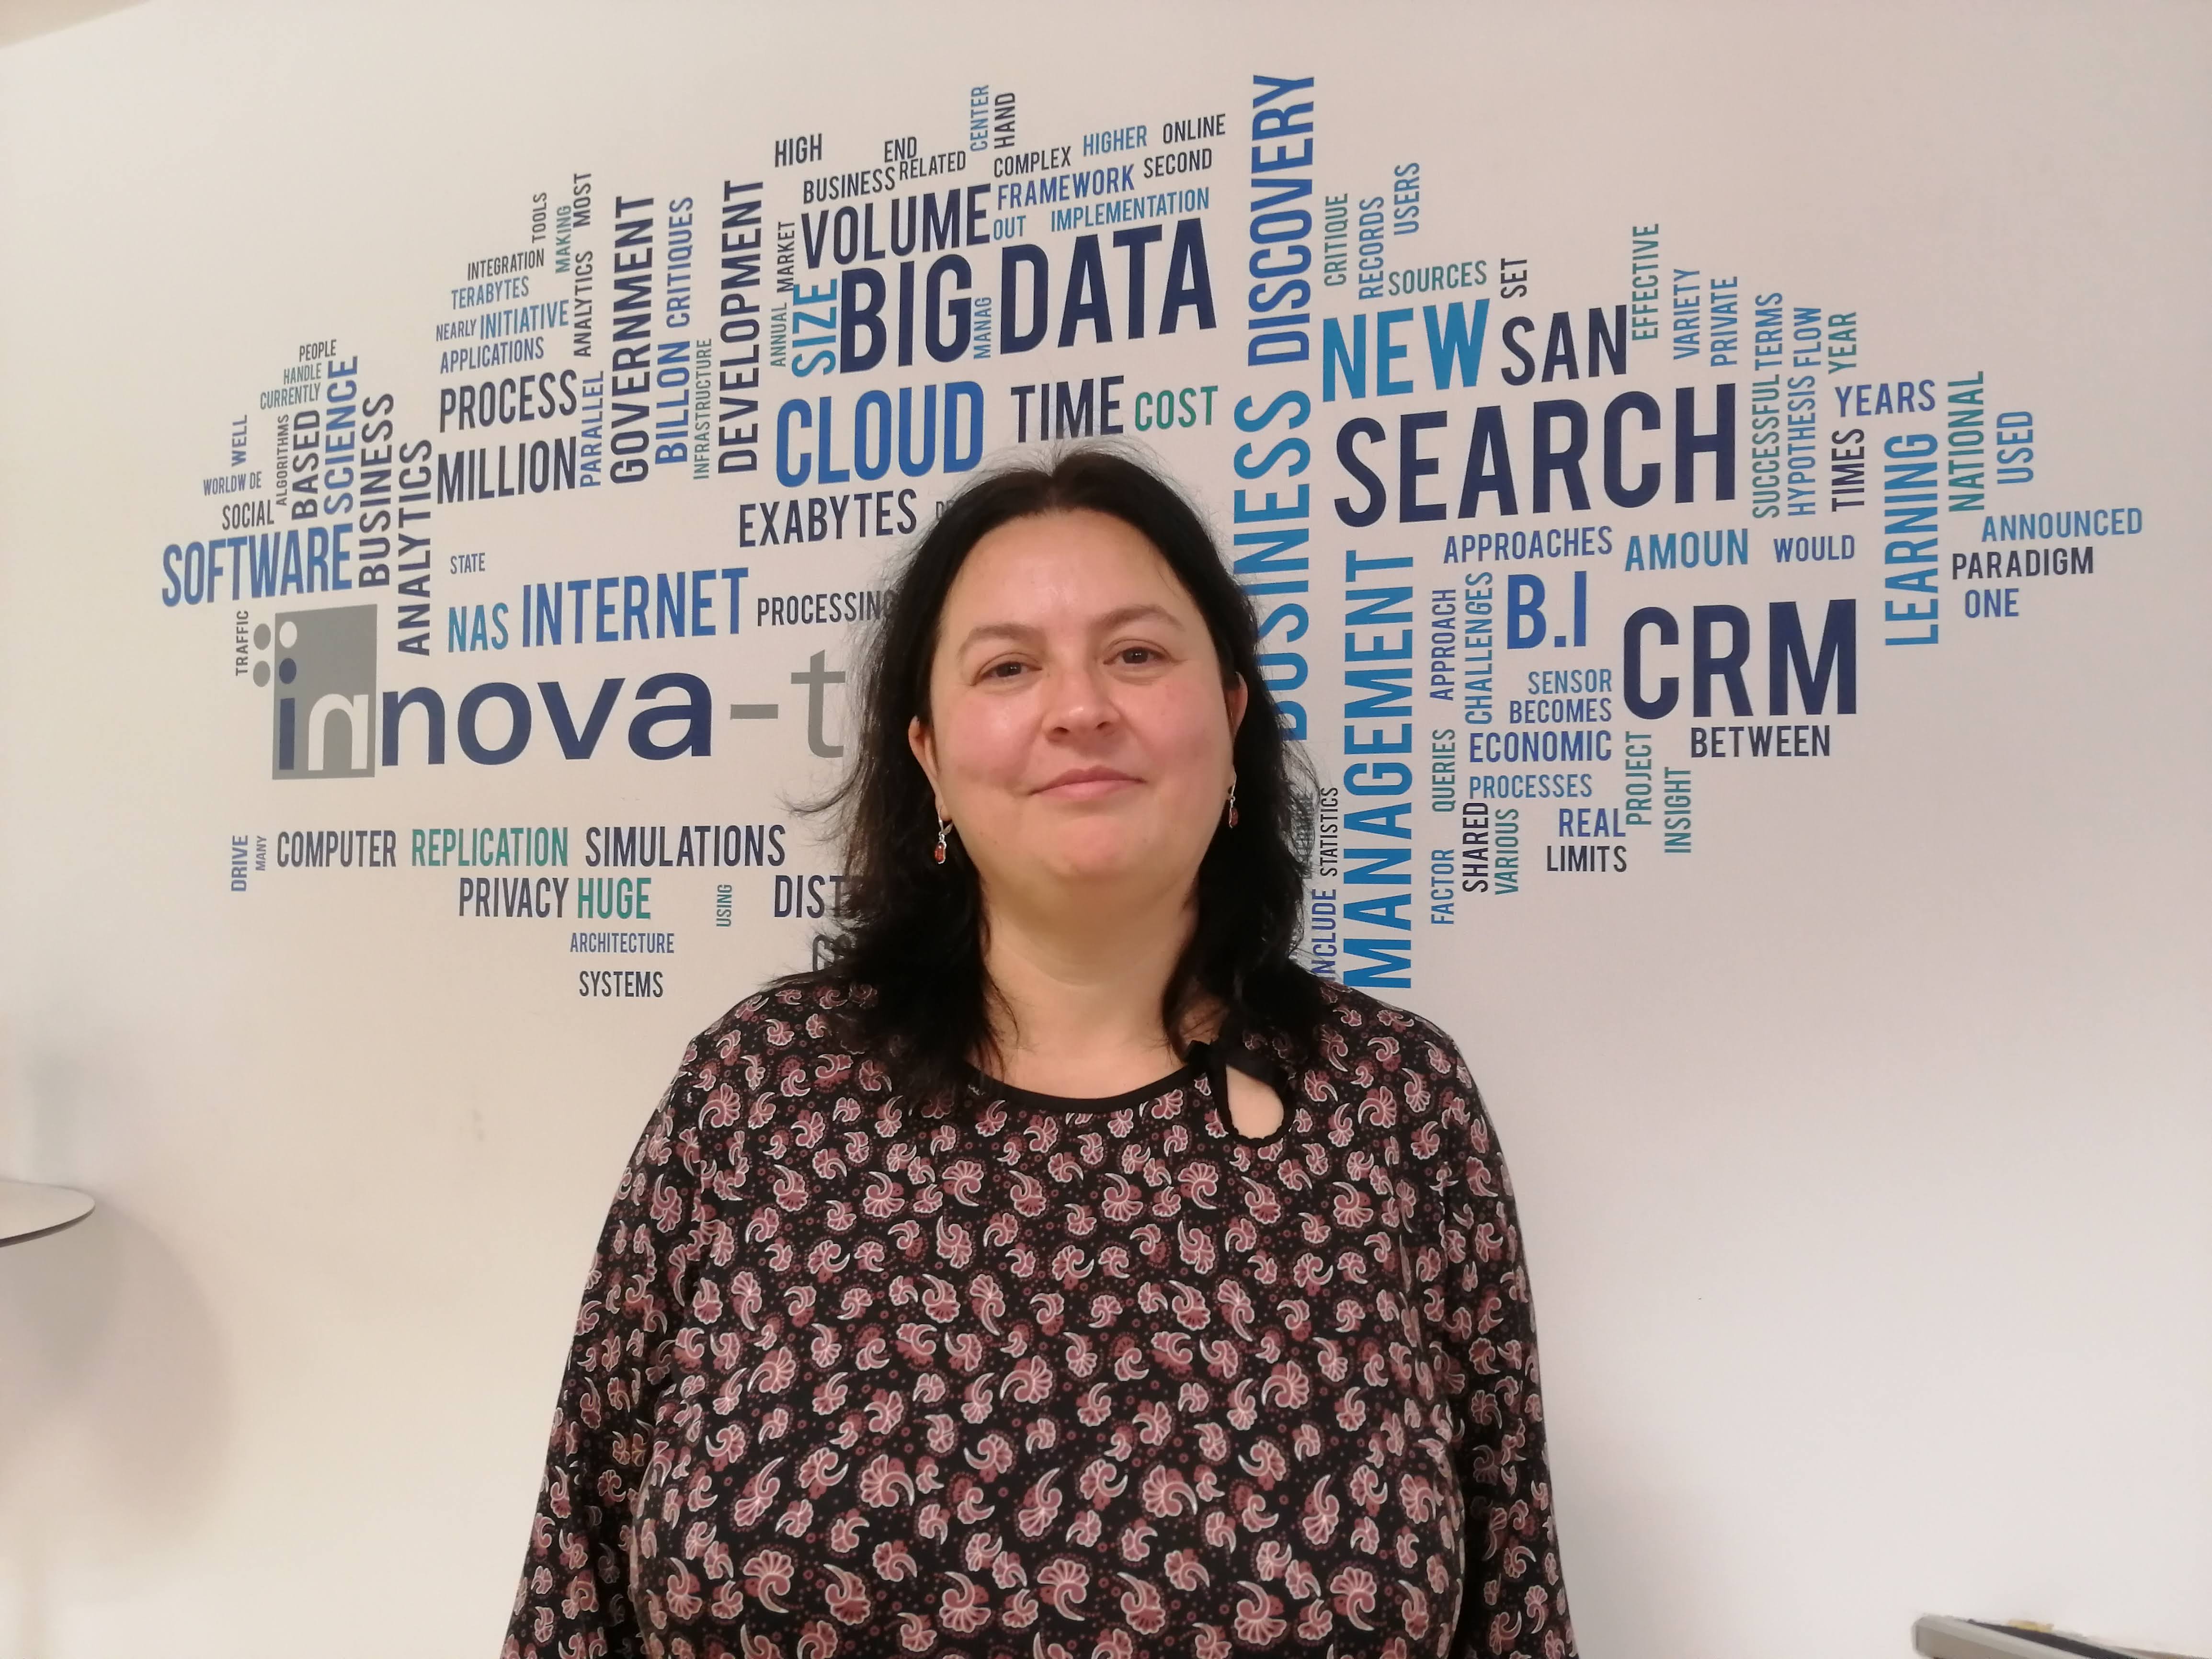 HIGH
END
CENTER
HAND
BUSINESS
RELATED
COMPLEX
HIGHER
ONLINE
VOLUME
FRAMEWORK
SECOND
OUT
IMPLEMENTATION
TOOLS
MAKING
MOST
INTEGRATION
TERABYTES
NEARLY
INITIATIVE
APPLICATIONS
ANALYTICS
GOVERNMENT
BILLON
CRITIQUES
INFRASTRUCTURE
DEVELOPMENT
ANNUAL
MARKET
SIZE
BIG
MANAG
DATA
BUSINESS DISCOVERY
CRITIQUE
RECORDS
USERS
SOURCES
SET
NEW
SAN
EFFECTIVE
VARIETY
PRIVATE
TERMS
FLOW
YEAR
SEARCH
SUCCESSFUL
HYPOTHESIS
TIMES
YEARS
LEARNING
NATIONAL
USED
PEOPLE
HANDLE
CURRENTLY
WELL
ALGORITHMS
BASED
SCIENCE
BUSINESS
ANALYTICS
PROCESS
MILLION
PARALLEL
CLOUD
TIME
COST
WORLW DE
SOCIAL
SOFTWARE
EXABYTES
STATE
NAS
INTERNET
PROCESSING
APPROACHES
AMOUN
WOULD
ANNOUNCED
PARADIGM
ONE
TRAFFIC
innova-t
MANAGEMENT
APPROACH
CHALLENGES
B.I
CRM
SENSOR
BECOMES
ECONOMIC
BETWEEN
QUERIES
PROCESSES
PROJECT
INSIGHT
DRIVE
MANY
COMPUTER
REPLICATION
SIMULATIONS
STATISTICS
SHARED
VARIOUS
REAL
LIMITS
PRIVACY
HUGE
USING
DIST
INCLUDE
FACTOR
ARCHITECTURE
SYSTEMS